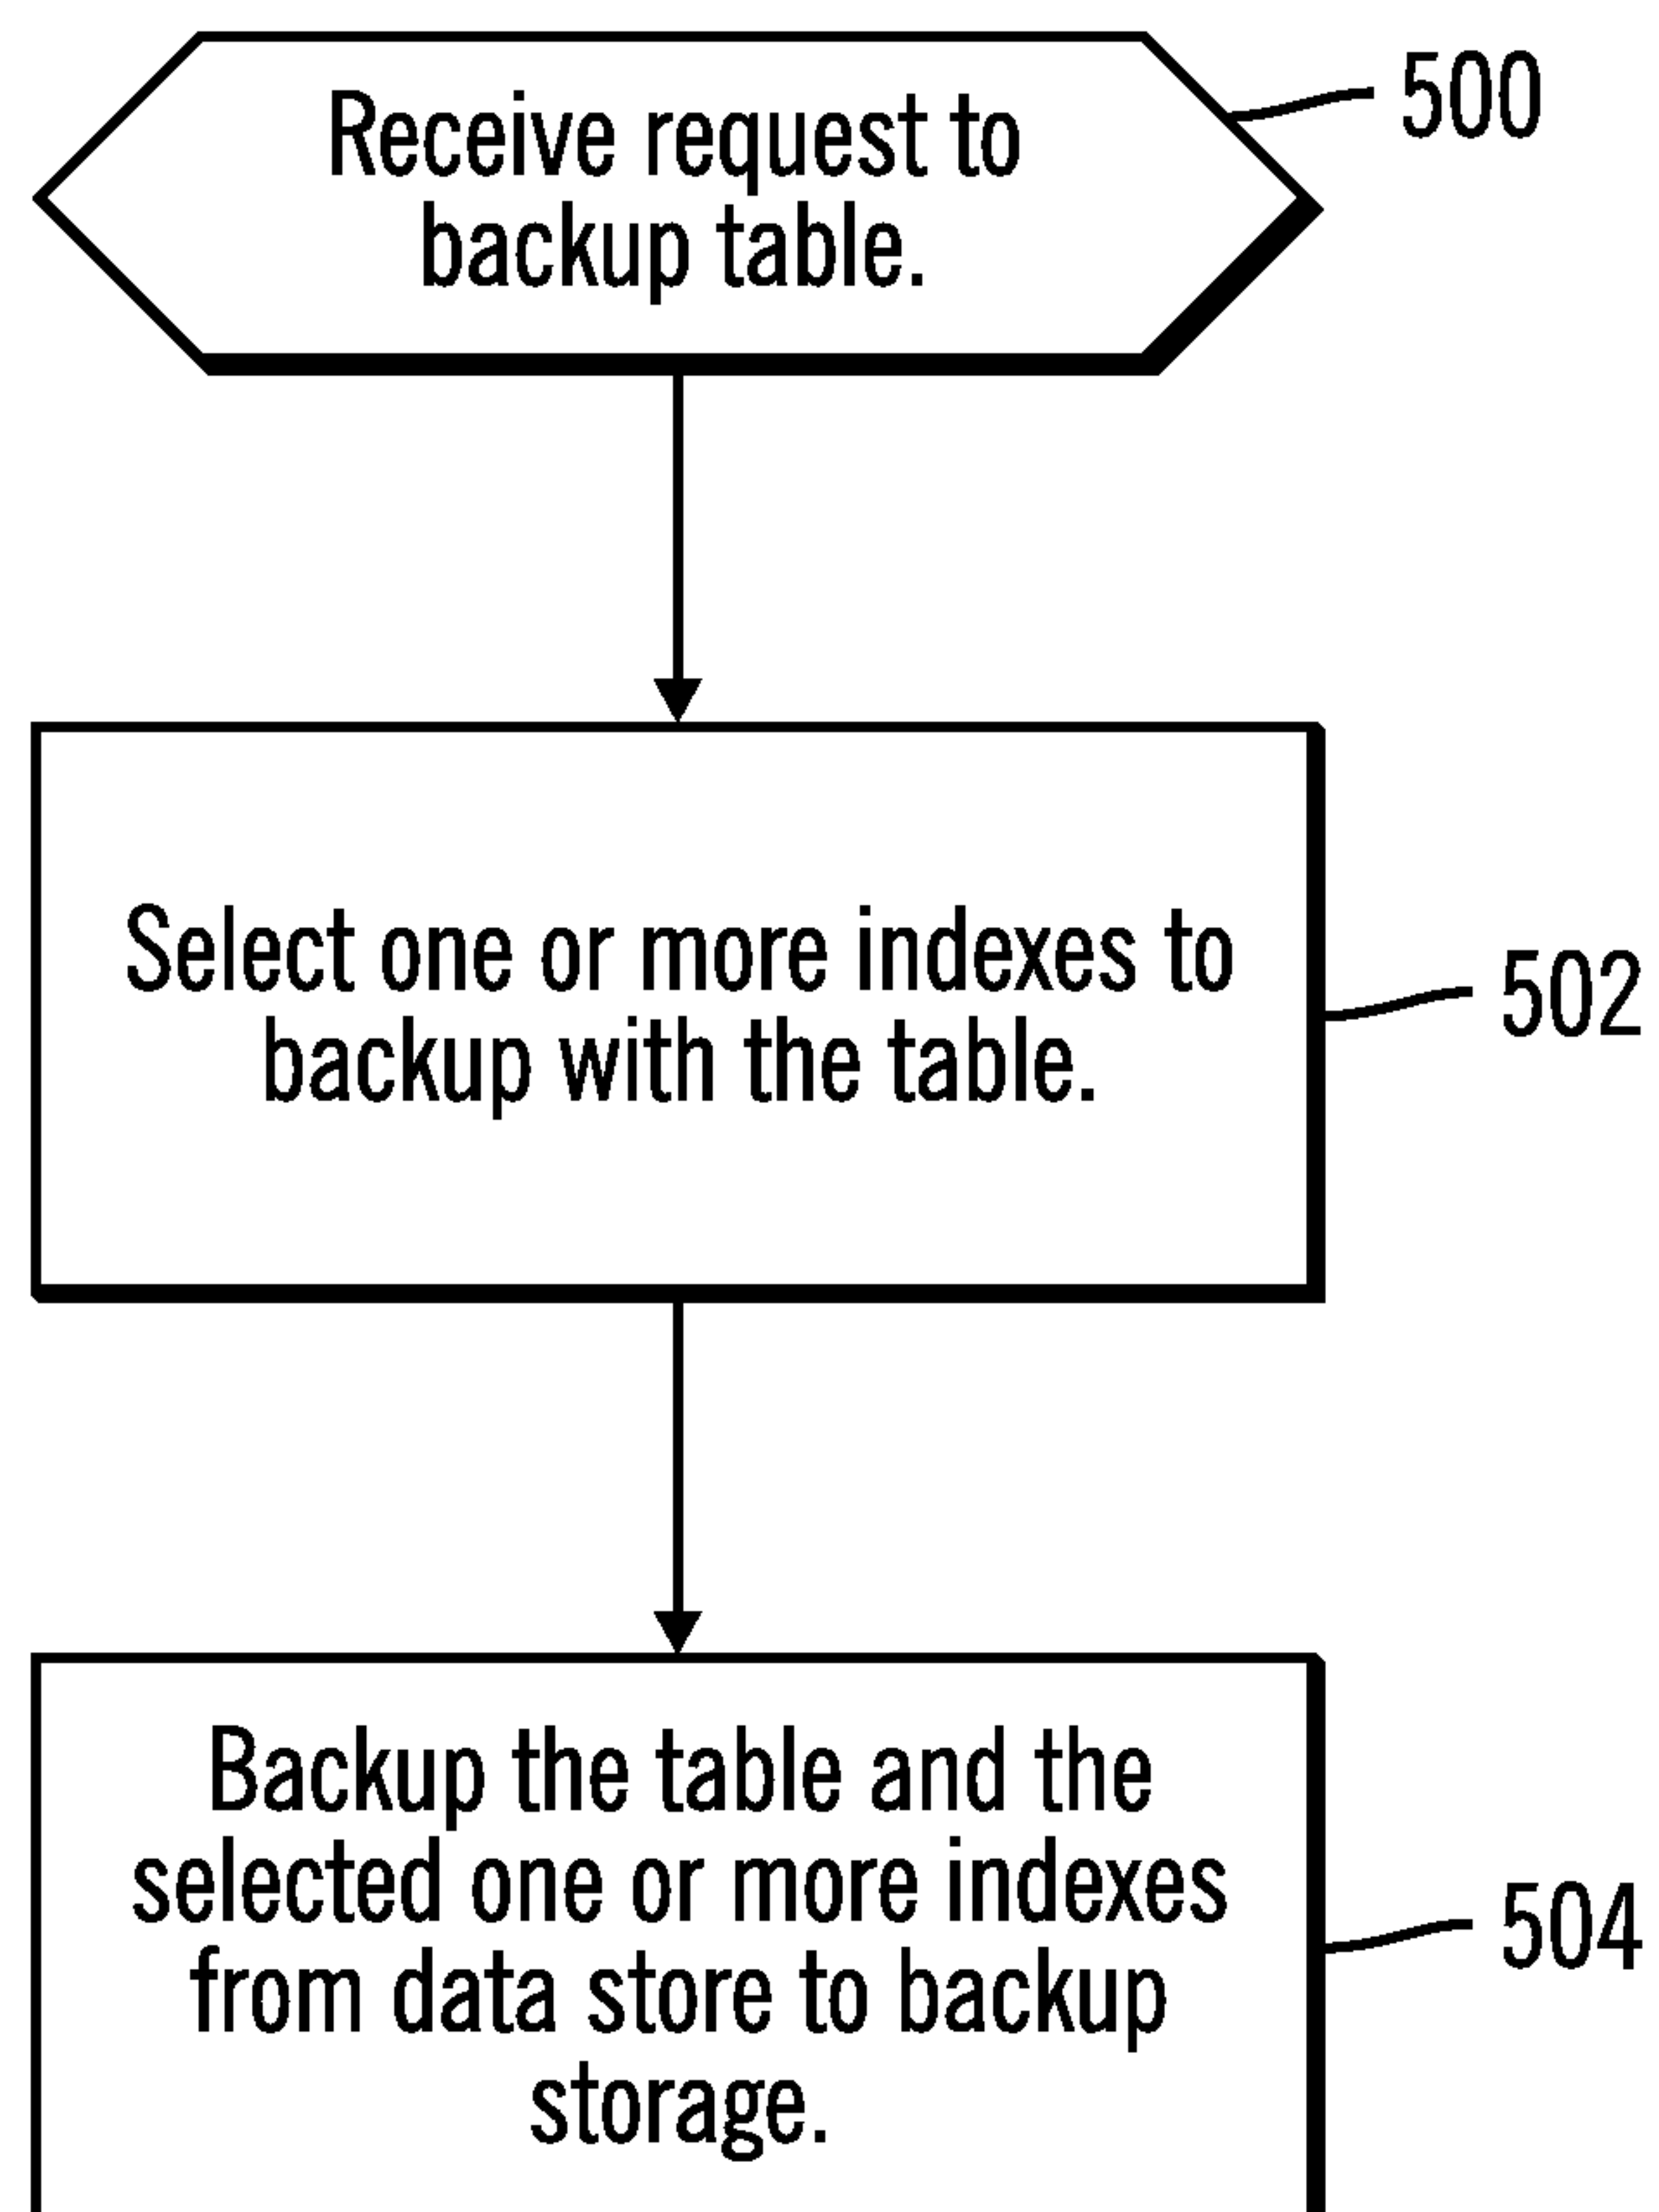 Receive request to
backup table.
500
Select one or more indexes to
backup with the table.
502
Backup the table and the
selected one or more indexes
from data store to backup
storage.
504